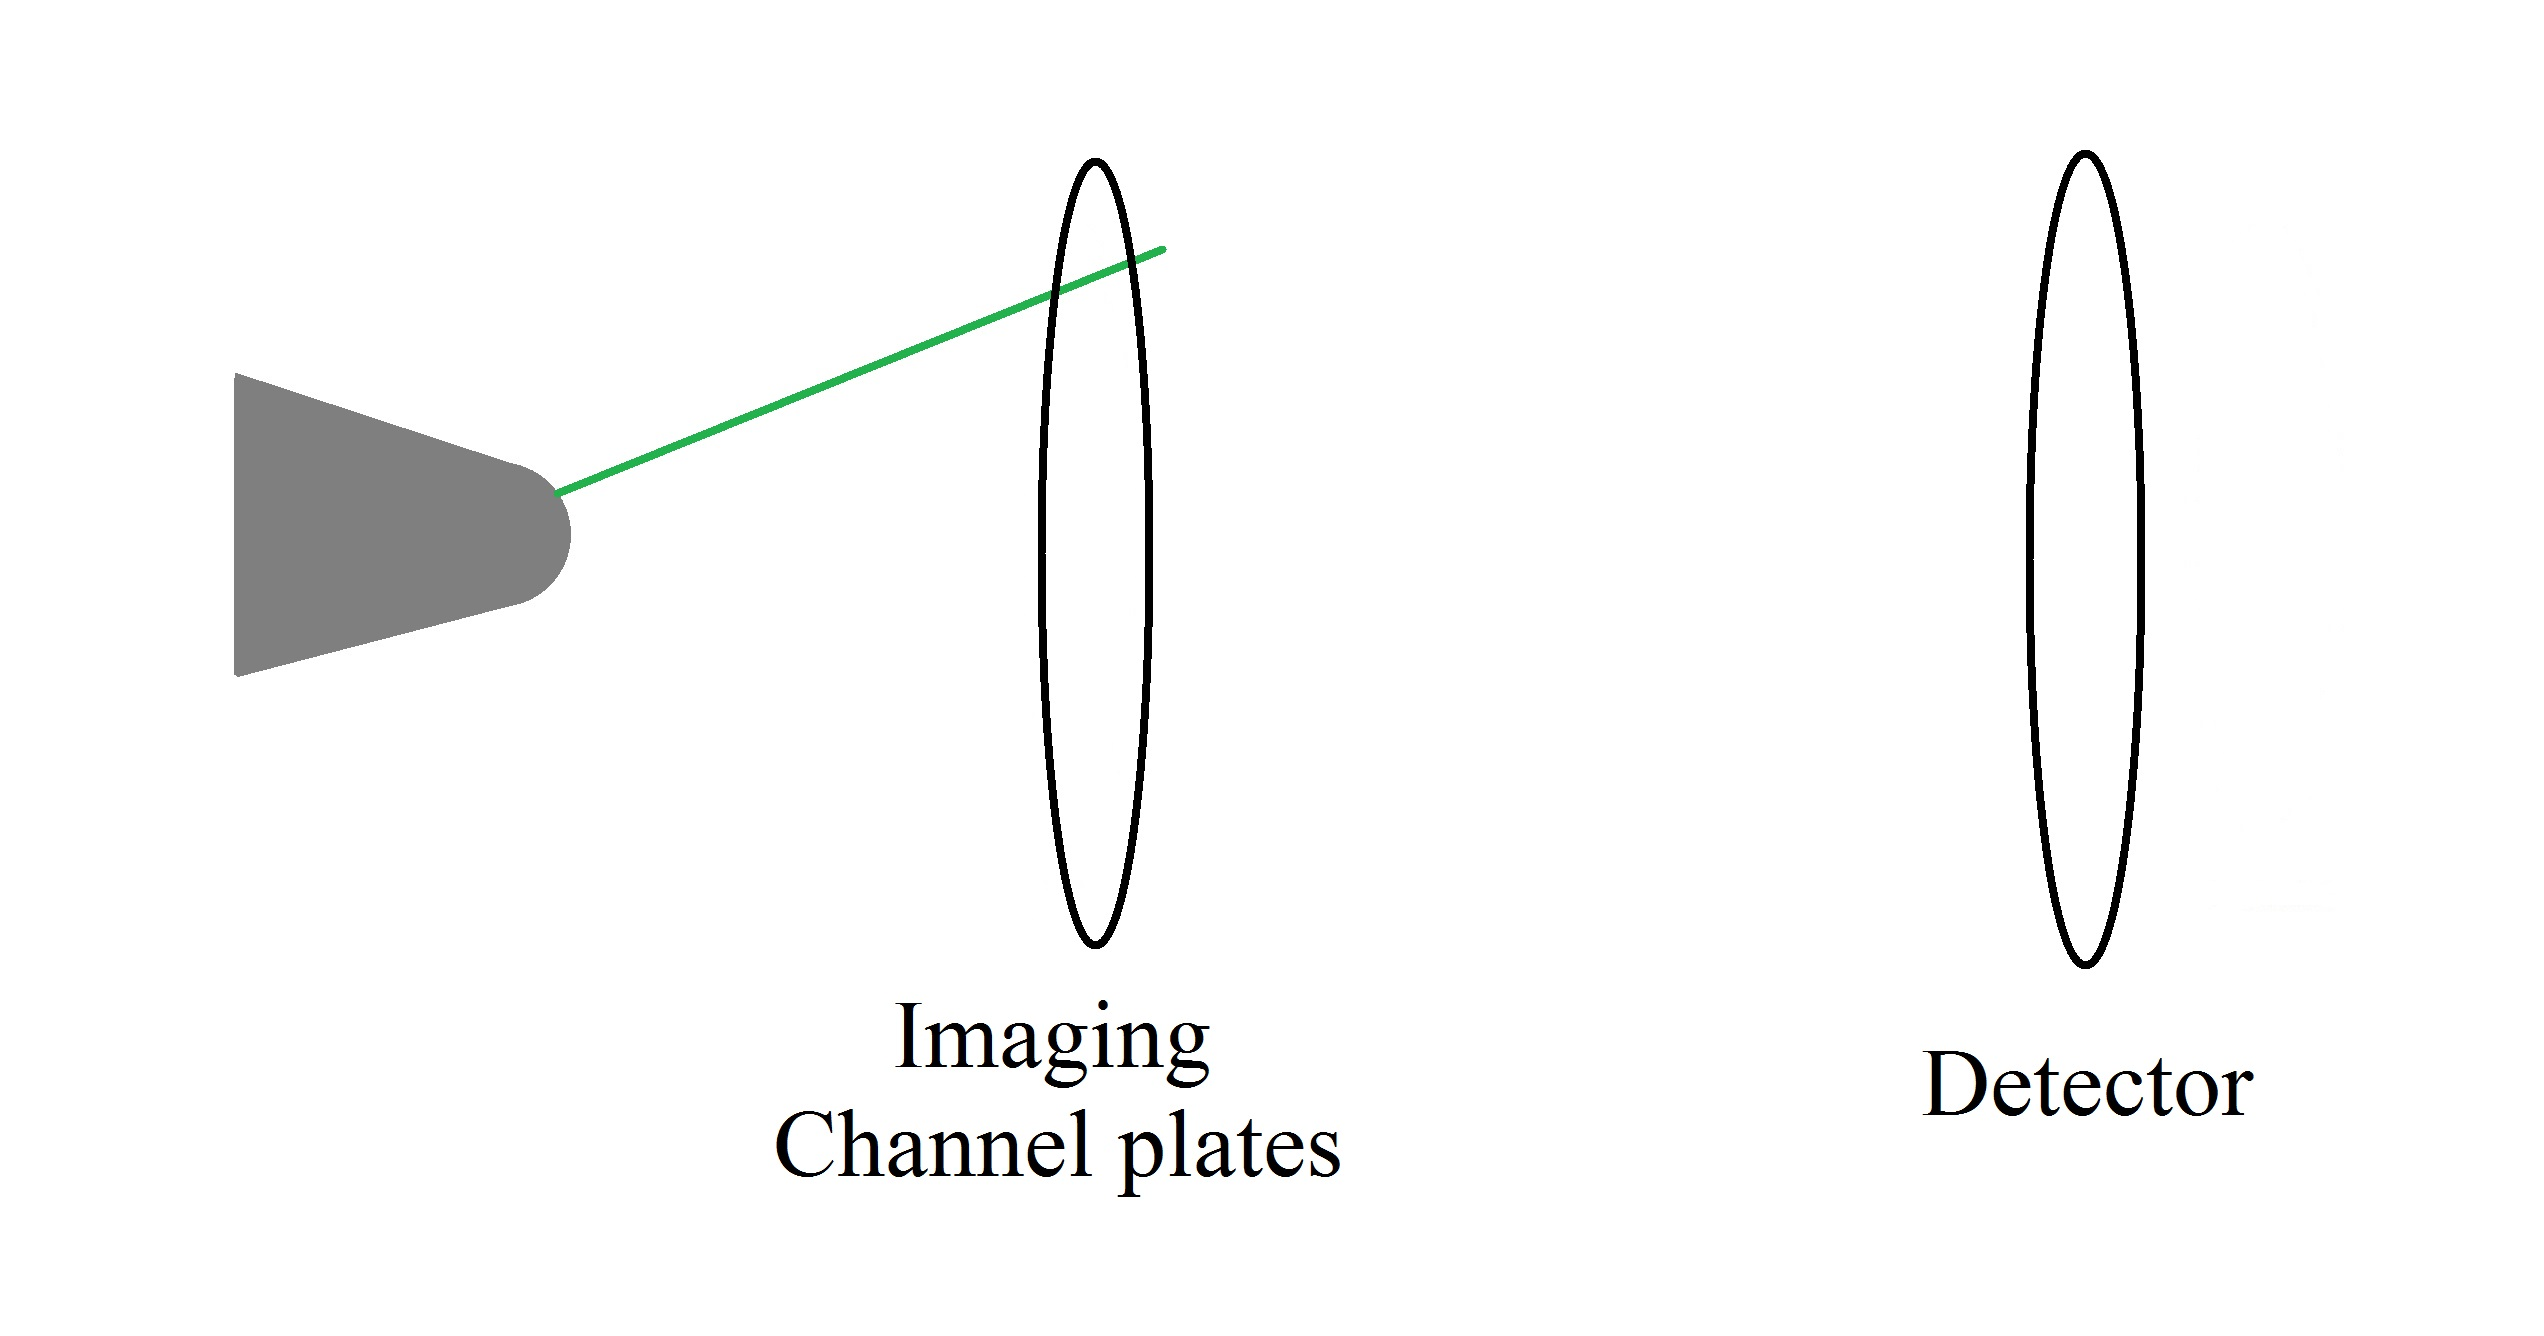 Imaging
Channel plates
Detector